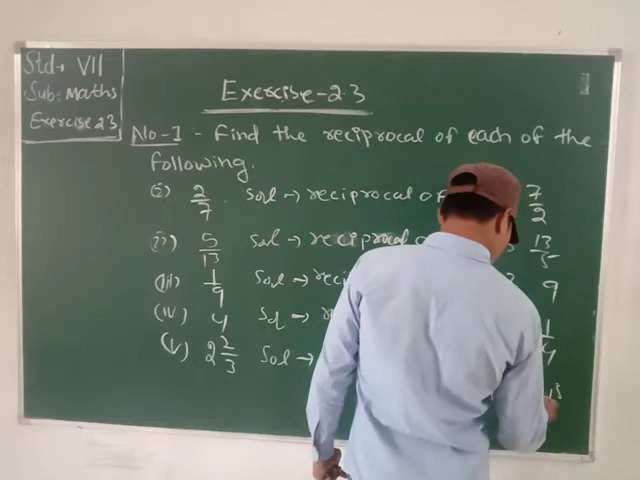 Std→ VII
Sub: Maths
Exercise 2.3
Exercise-2.3
No-1 - Find the reciprocal of each of the
following.
(i) 2/7. Sol → reciprocal of 7/2
(ii) 5/13 Sol → reciprocal 13/5
(iii) 1/9 Sol → 9
(iv) 4 Sol → 1/4
(v) 2 2/3 Sol →